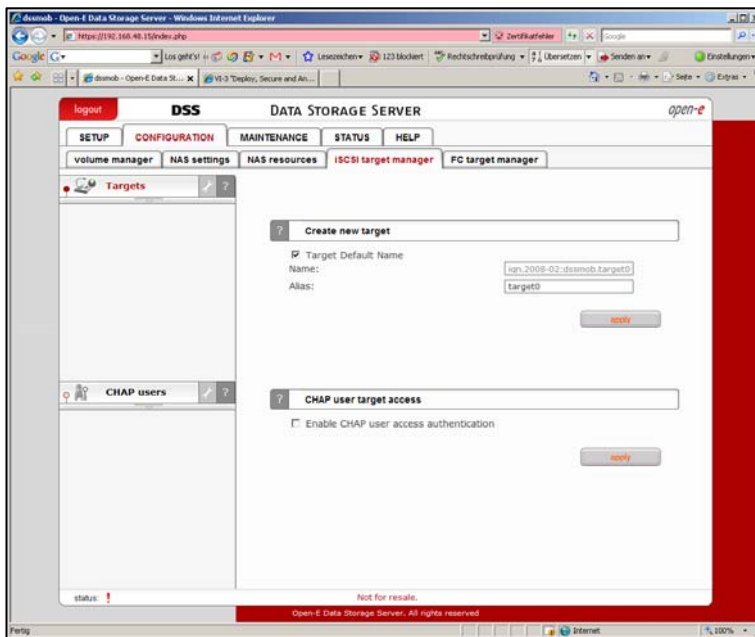 dssmob - Open-E Data Storage Server - Windows Internet Explorer
https://192.168.40.15/index.php
Zertifikatfehler
Google
Google
Los geht's!
Lesezeichen
123 blockiert
Rechtschreibprüfung
Übersetzen
Senden an
Einstellungen
dssmob - Open-E Data St...
VI-3 "Deploy, Secure and An...
Seite
Extras
logout
DSS
DATA STORAGE SERVER
open-e
SETUP
CONFIGURATION
MAINTENANCE
STATUS
HELP
volume manager
NAS settings
NAS resources
iSCSI target manager
FC target manager
Targets
?
? Create new target
Target Default Name
Name: iqn.2008-02:dssmob.target0
Alias: target0
apply
CHAP users
?
? CHAP user target access
Enable CHAP user access authentication
apply
status: !
Not for resale.
Open-E Data Storage Server. All rights reserved
Fertig
Internet
100%